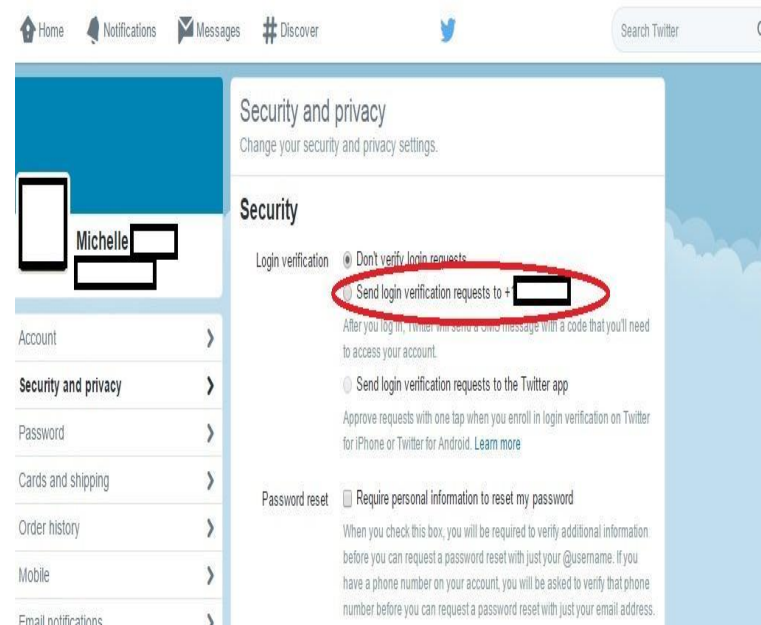 Home Notifications Messages # Discover Search Twitter
Security and privacy
Change your security and privacy settings.
Michelle
Account
Security and privacy
Password
Cards and shipping
Order history
Mobile
Email notifications
Security
Login verification Don't verify login requests
Send login verification requests to +1
After you log in, Twitter will send a SMS message with a code that you'll need
to access your account.
Send login verification requests to the Twitter app
Approve requests with one tap when you enroll in login verification on Twitter
for iPhone or Twitter for Android. Learn more
Password reset Require personal information to reset my password
When you check this box, you will be required to verify additional information
before you can request a password reset with just your @username. If you
have a phone number on your account, you will be asked to verify that phone
number before you can request a password reset with just your email address.